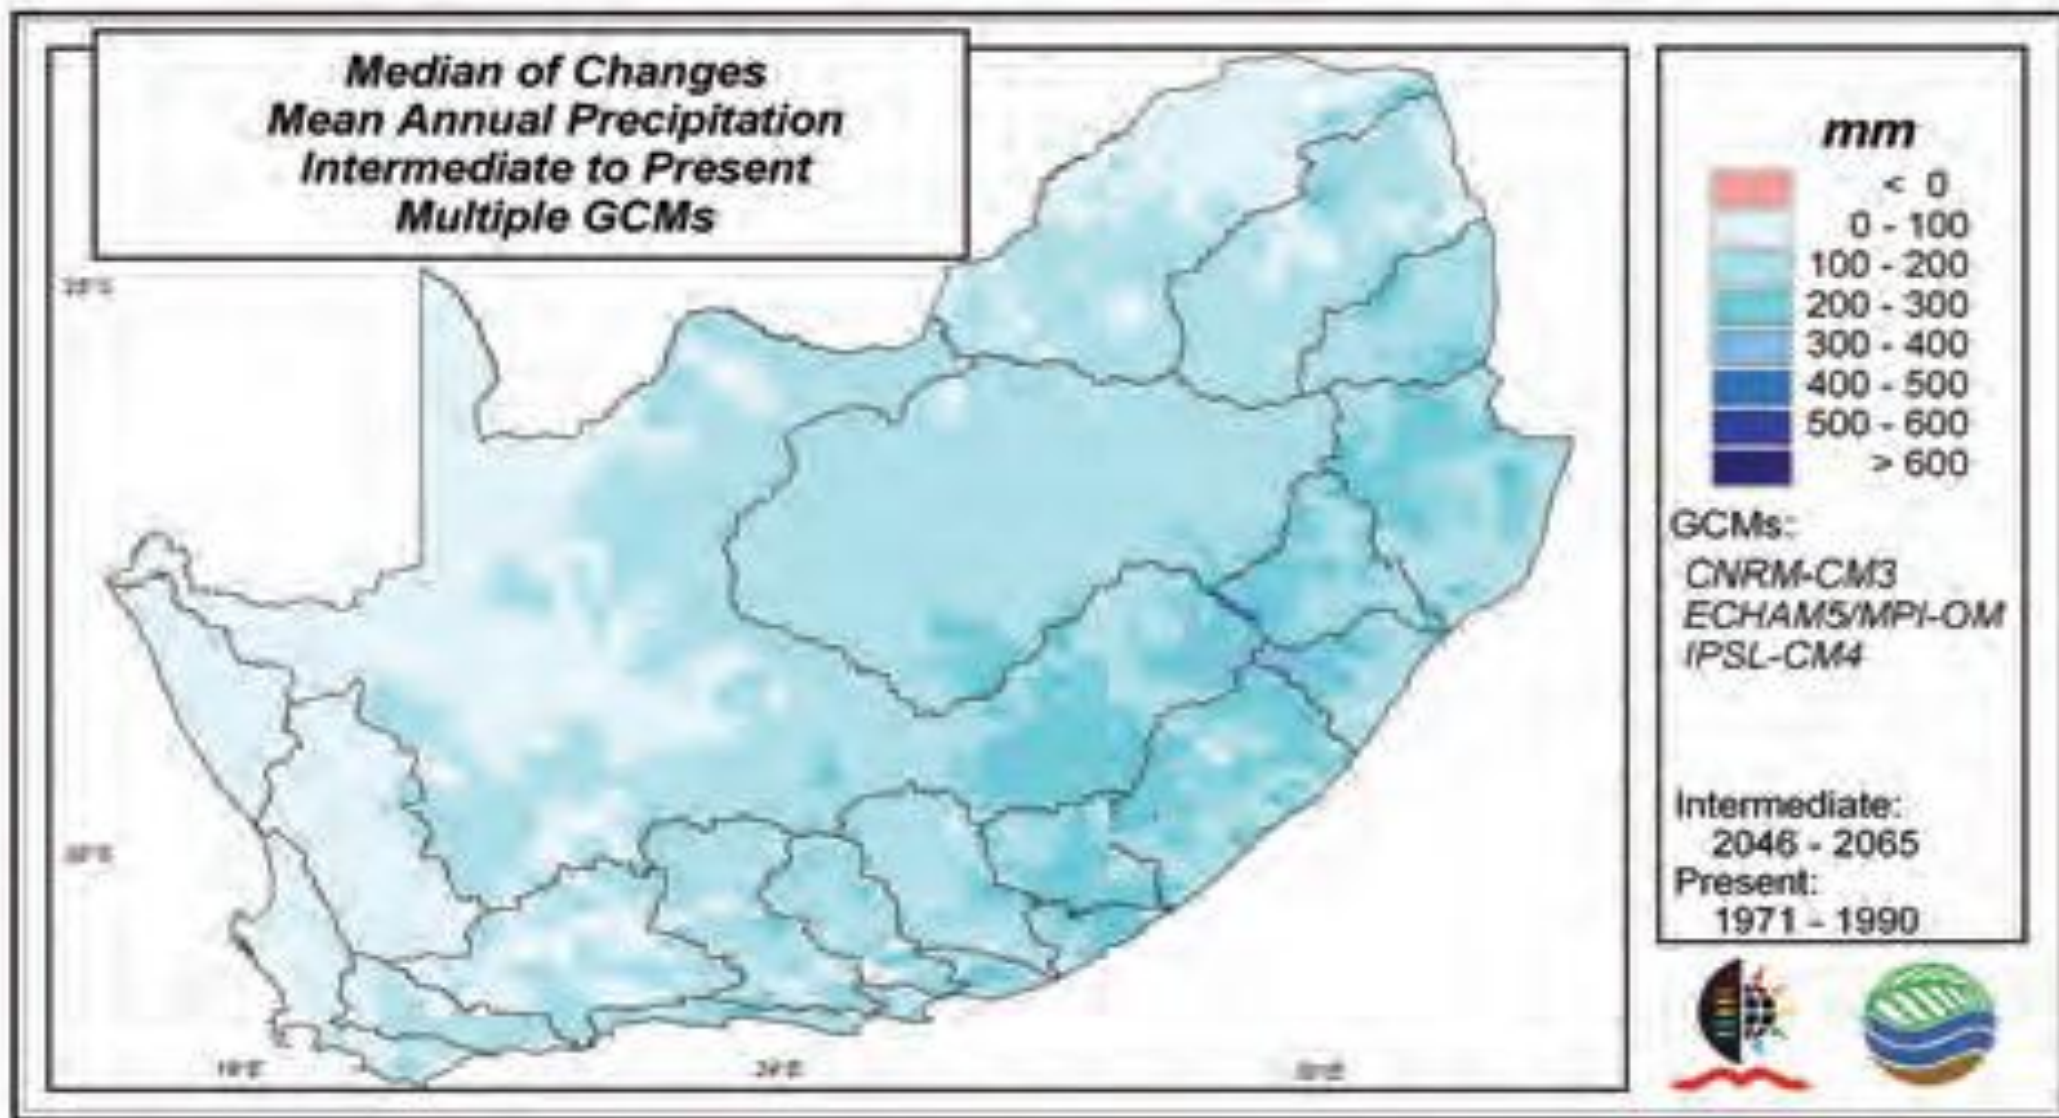 Median of Changes
Mean Annual Precipitation
Intermediate to Present
Multiple GCMs
mm
< 0
0 - 100
100 - 200
200 - 300
300 - 400
400 - 500
500 - 600
> 600
GCMs:
CNRM-CM3
ECHAM5/MPI-OM
IPSL-CM4
Intermediate:
2046 - 2065
Present:
1971 - 1990